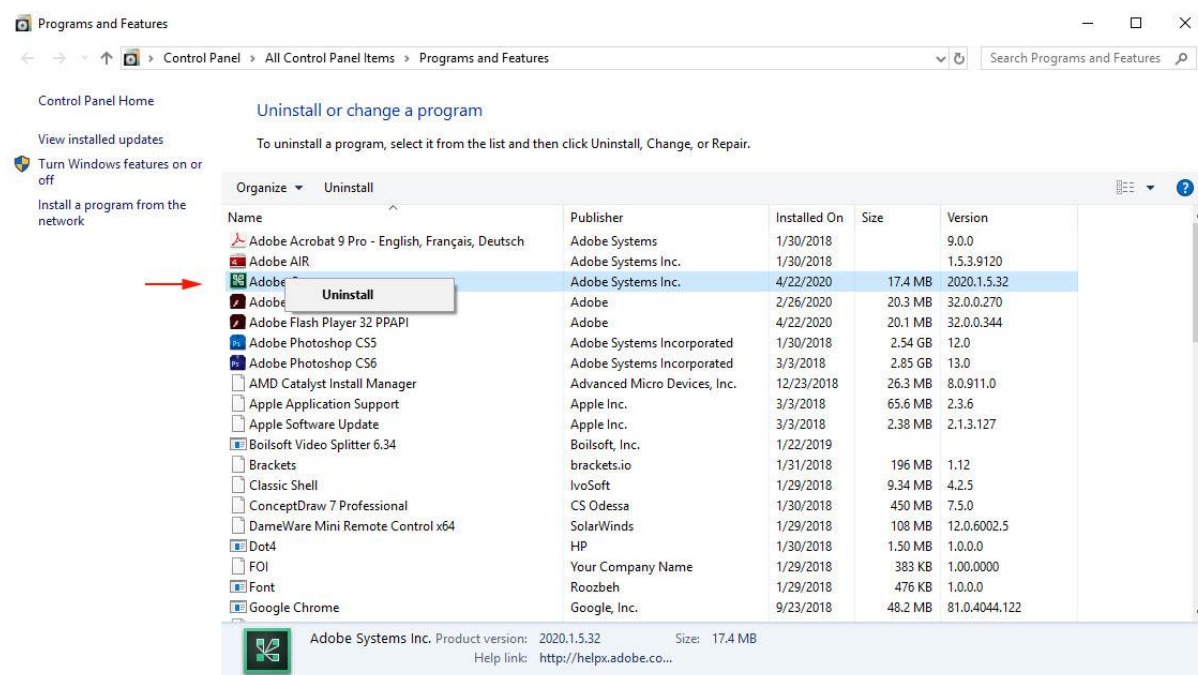 Programs and Features
Control Panel > All Control Panel Items > Programs and Features
Search Programs and Features
Control Panel Home
View installed updates
Turn Windows features on or
off
Install a program from the
network
Uninstall or change a program
To uninstall a program, select it from the list and then click Uninstall, Change, or Repair.
Organize Uninstall
Name Publisher Installed On Size Version
Adobe Acrobat 9 Pro - English, Français, Deutsch Adobe Systems 1/30/2018 9.0.0
Adobe AIR Adobe Systems Inc. 1/30/2018 1.5.3.9120
Adobe Adobe Systems Inc. 4/22/2020 17.4 MB 2020.1.5.32
Uninstall
Adobe Adobe 2/26/2020 20.3 MB 32.0.0.270
Adobe Flash Player 32 PPAPI Adobe 4/22/2020 20.1 MB 32.0.0.344
Adobe Photoshop CS5 Adobe Systems Incorporated 1/30/2018 2.54 GB 12.0
Adobe Photoshop CS6 Adobe Systems Incorporated 3/3/2018 2.85 GB 13.0
AMD Catalyst Install Manager Advanced Micro Devices, Inc. 12/23/2018 26.3 MB 8.0.911.0
Apple Application Support Apple Inc. 3/3/2018 65.6 MB 2.3.6
Apple Software Update Apple Inc. 3/3/2018 2.38 MB 2.1.3.127
Boilsoft Video Splitter 6.34 Boilsoft, Inc. 1/22/2019
Brackets brackets.io 1/31/2018 196 MB 1.12
Classic Shell IvoSoft 1/29/2018 9.34 MB 4.2.5
ConceptDraw 7 Professional CS Odessa 1/30/2018 450 MB 7.5.0
DameWare Mini Remote Control x64 SolarWinds 1/29/2018 108 MB 12.0.6002.5
Dot4 HP 1/30/2018 1.50 MB 1.0.0.0
FOI Your Company Name 1/29/2018 383 KB 1.00.0000
Font Roozbeh 1/29/2018 476 KB 1.0.0.0
Google Chrome Google, Inc. 9/23/2018 48.2 MB 81.0.4044.122
Adobe Systems Inc. Product version: 2020.1.5.32 Size: 17.4 MB
Help link: http://helpx.adobe.co...